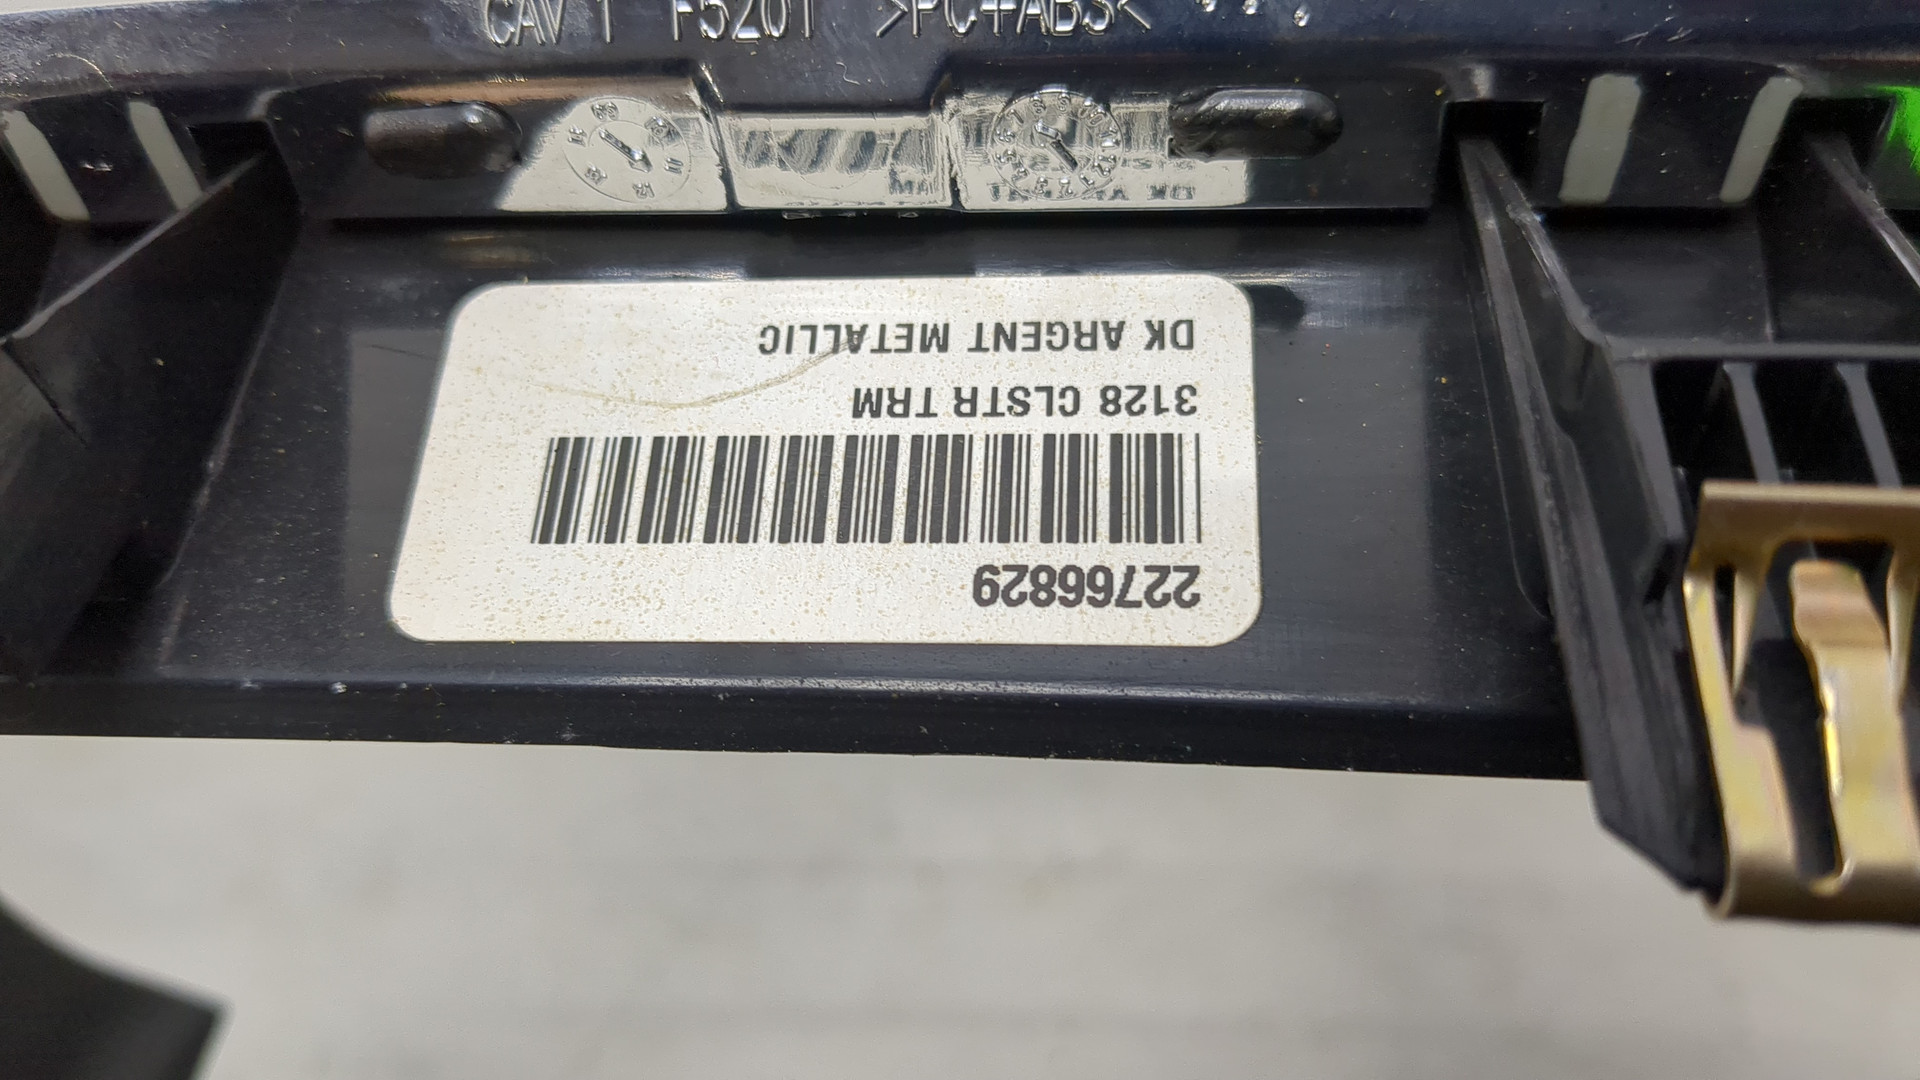 CAV 1 F5201 >PC+ABS<
22766829
3128 CLSTR TRM
DK ARGENT METALLIC